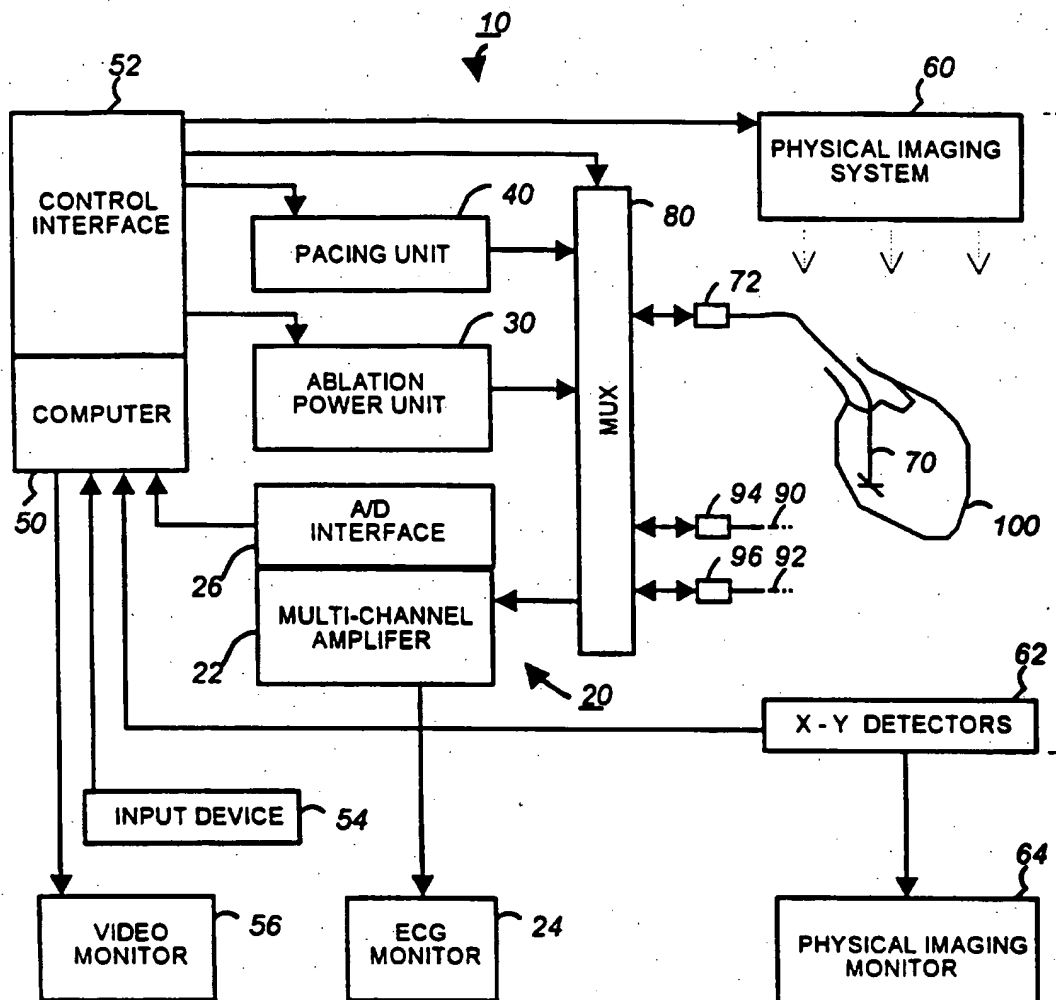 10
52
60
CONTROL
INTERFACE
PHYSICAL IMAGING
SYSTEM
40
80
PACING UNIT
72
30
ABLATION
POWER UNIT
MUX
COMPUTER
70
50
A/D
INTERFACE
94
90
100
26
96
92
MULTI-CHANNEL
AMPLIFER
22
20
62
X - Y DETECTORS
INPUT DEVICE
54
64
VIDEO
MONITOR
56
ECG
MONITOR
24
PHYSICAL IMAGING
MONITOR